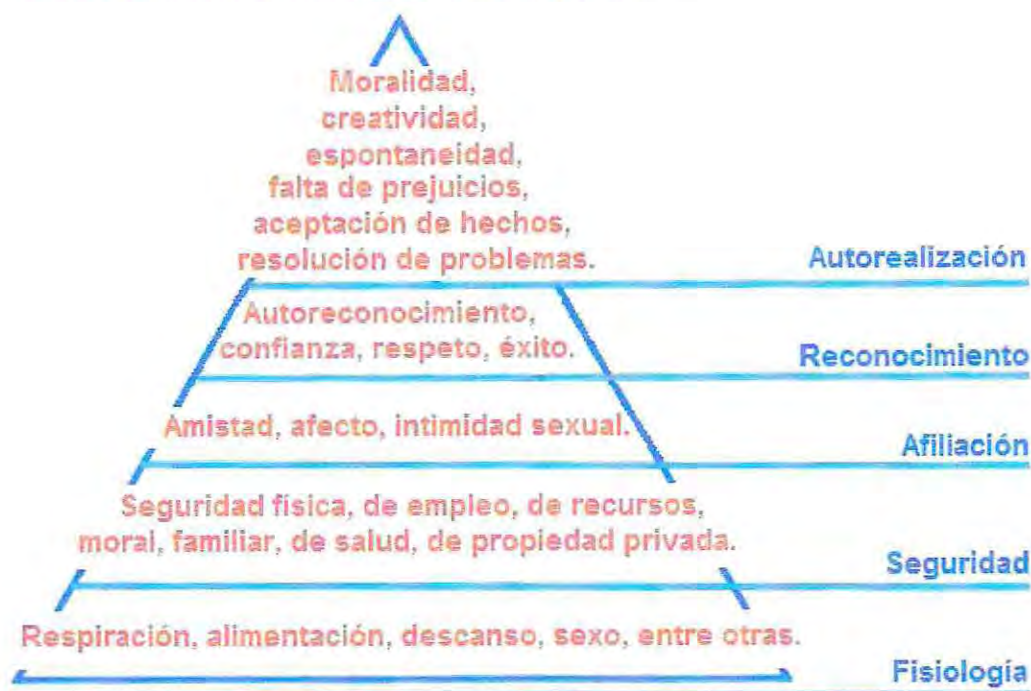 Moralidad,
creatividad,
espontaneidad,
falta de prejuicios,
aceptación de hechos,
resolución de problemas.
Autorealización
Autoreconocimiento,
confianza, respeto, éxito.
Reconocimiento
Amistad, afecto, intimidad sexual.
Afiliación
Seguridad física, de empleo, de recursos,
moral, familiar, de salud, de propiedad privada.
Seguridad
Respiración, alimentación, descanso, sexo, entre otras.
Fisiología